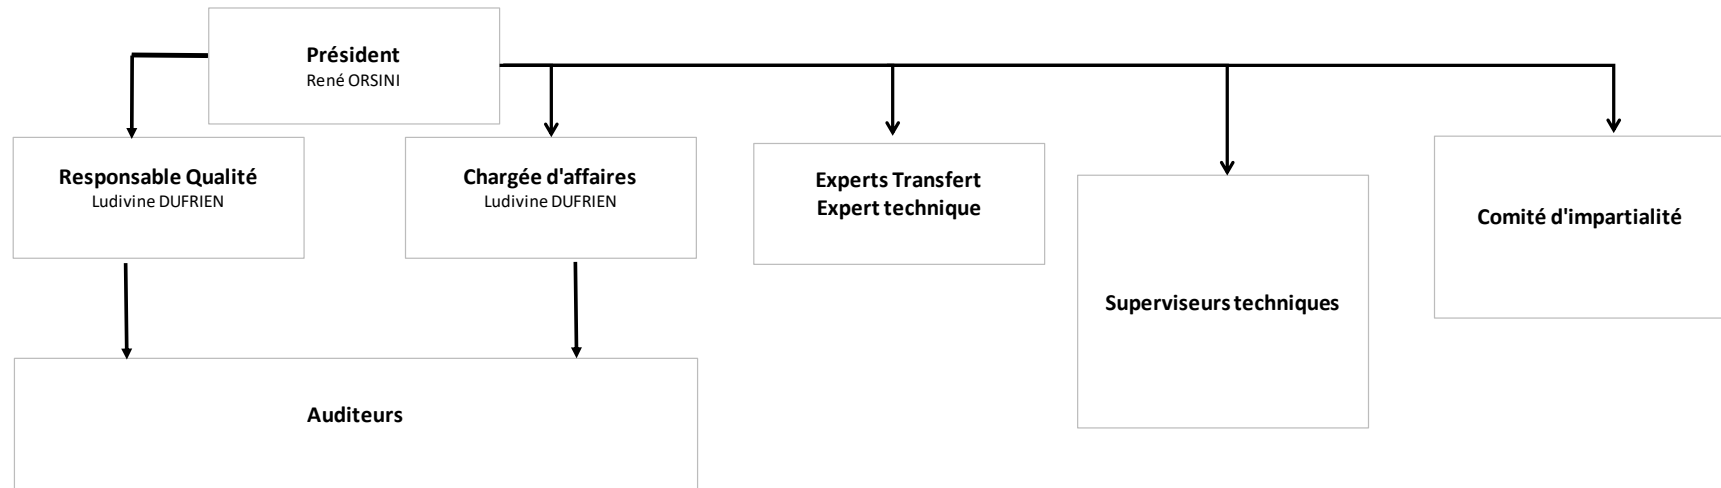 Président
René ORSINI
Responsable Qualité
Ludivine DUFRIEN
Chargée d'affaires
Ludivine DUFRIEN
Experts Transfert
Expert technique
Superviseurs techniques
Comité d'impartialité
Auditeurs